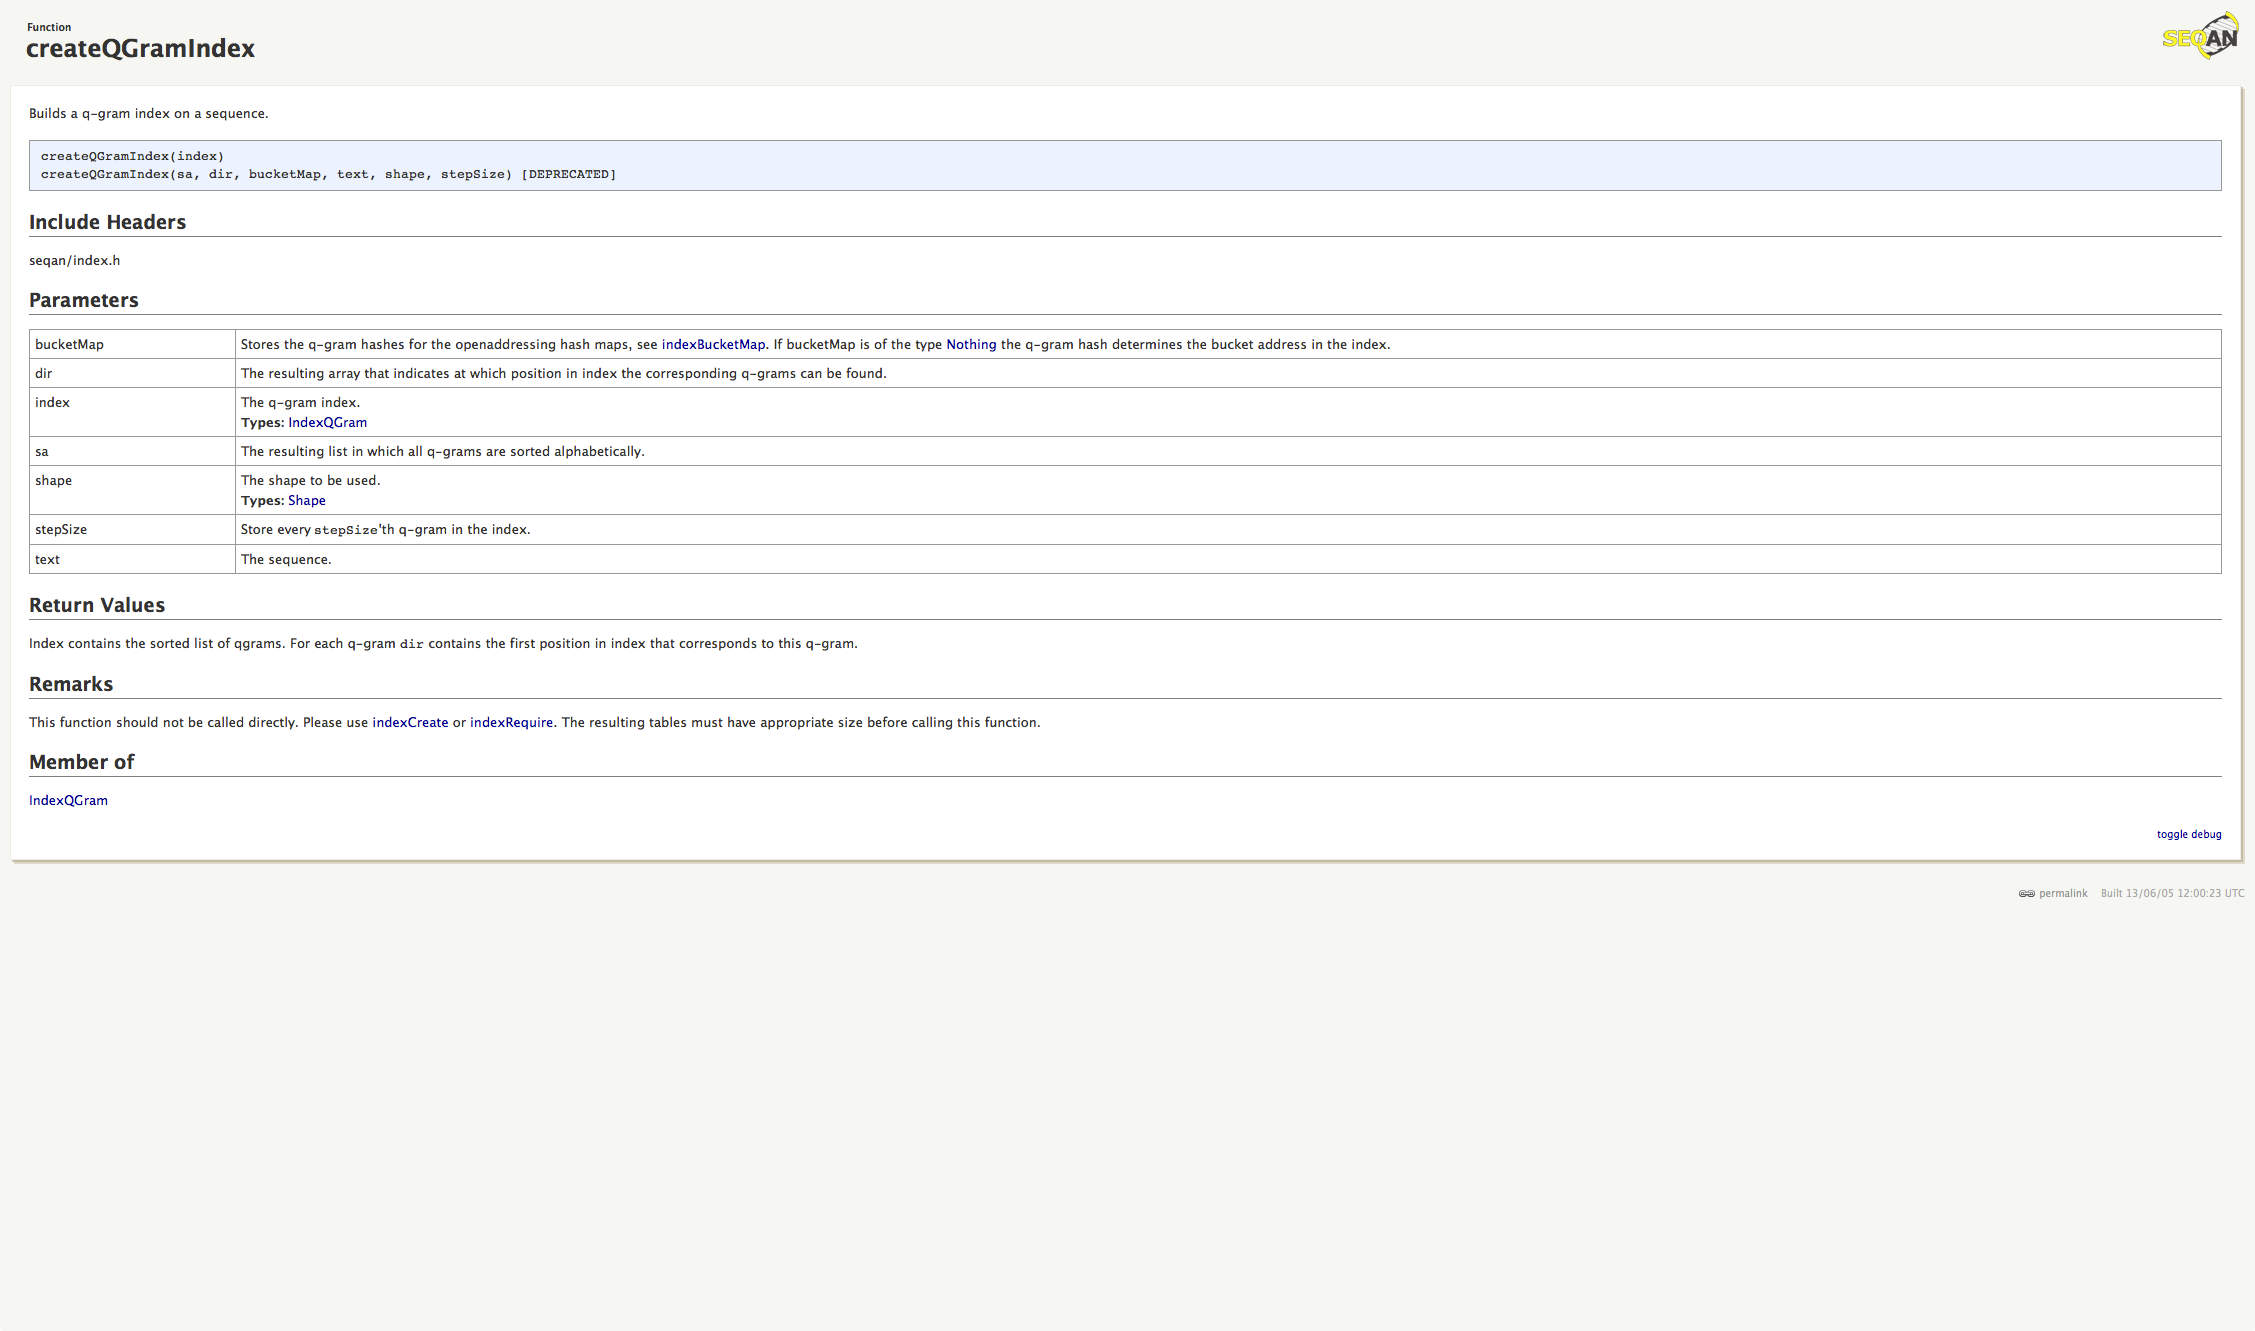 Function
createQGramIndex
SEQAN
Builds a q-gram index on a sequence.
createQGramIndex(index)
createQGramIndex(sa, dir, bucketMap, text, shape, stepSize) [DEPRECATED]
Include Headers
seqan/index.h
Parameters
bucketMap Stores the q-gram hashes for the openaddressing hash maps, see indexBucketMap. If bucketMap is of the type Nothing the q-gram hash determines the bucket address in the index.
dir The resulting array that indicates at which position in index the corresponding q-grams can be found.
index The q-gram index.
Types: IndexQGram
sa The resulting list in which all q-grams are sorted alphabetically.
shape The shape to be used.
Types: Shape
stepSize Store every stepSize'th q-gram in the index.
text The sequence.
Return Values
Index contains the sorted list of qgrams. For each q-gram dir contains the first position in index that corresponds to this q-gram.
Remarks
This function should not be called directly. Please use indexCreate or indexRequire. The resulting tables must have appropriate size before calling this function.
Member of
IndexQGram
toggle debug
permalink Built 13/06/05 12:00:23 UTC